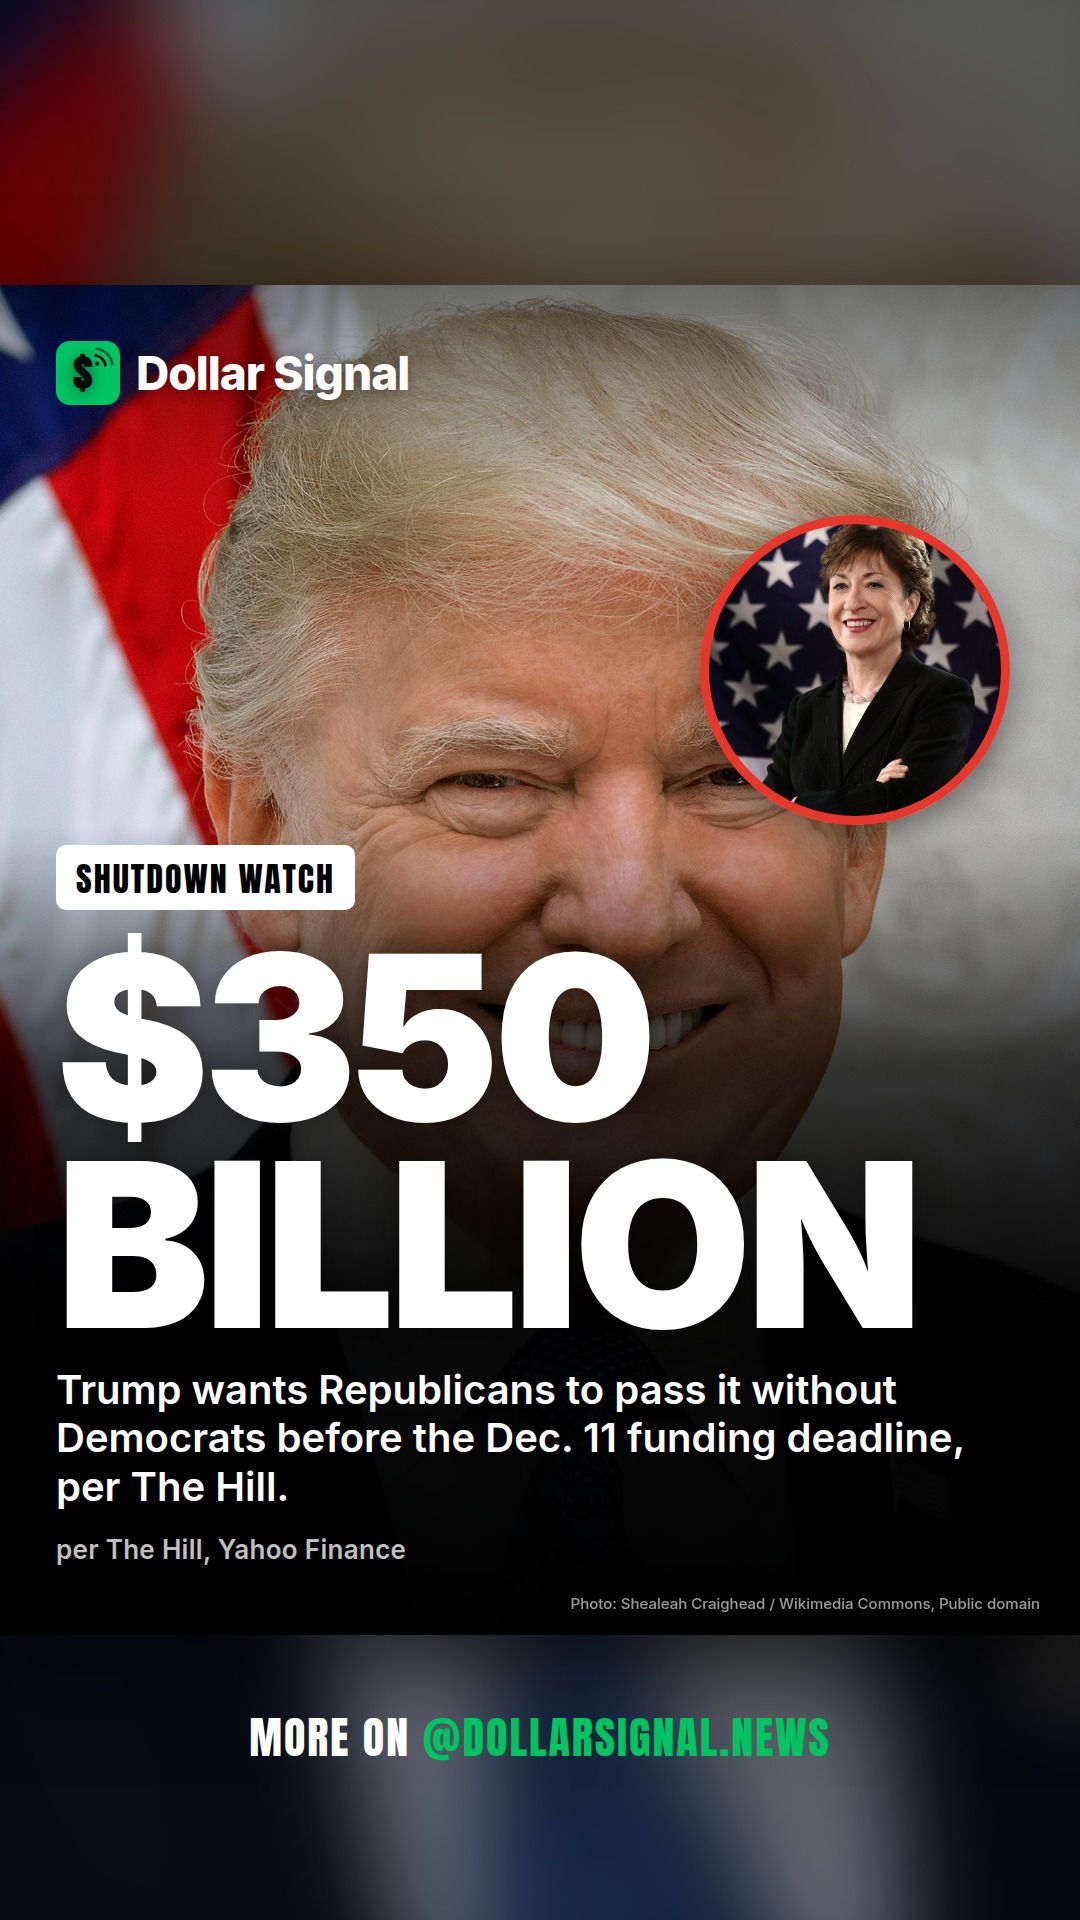 Dollar Signal
SHUTDOWN WATCH
$350
BILLION
Trump wants Republicans to pass it without
Democrats before the Dec. 11 funding deadline,
per The Hill.
per The Hill, Yahoo Finance
Photo: Shealeah Craighead / Wikimedia Commons, Public domain
MORE ON @DOLLARSIGNAL.NEWS